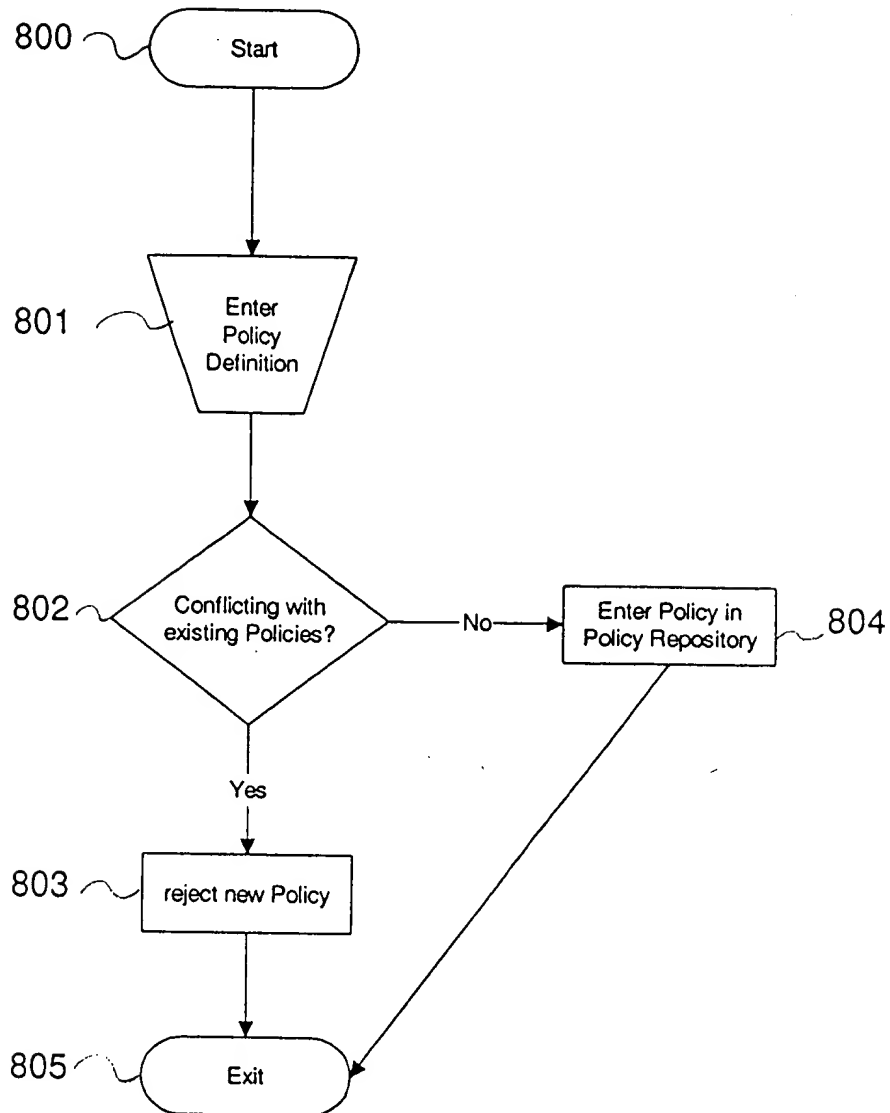 800
Start
801
Enter
Policy
Definition
802
Conflicting with
existing Policies?
No
Enter Policy in
Policy Repository
804
Yes
803
reject new Policy
805
Exit